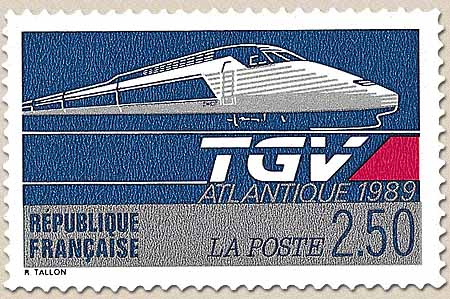 TGV
ATLANTIQUE 1989
RÉPUBLIQUE
FRANÇAISE
LA POSTE 2.50
R. TALLON